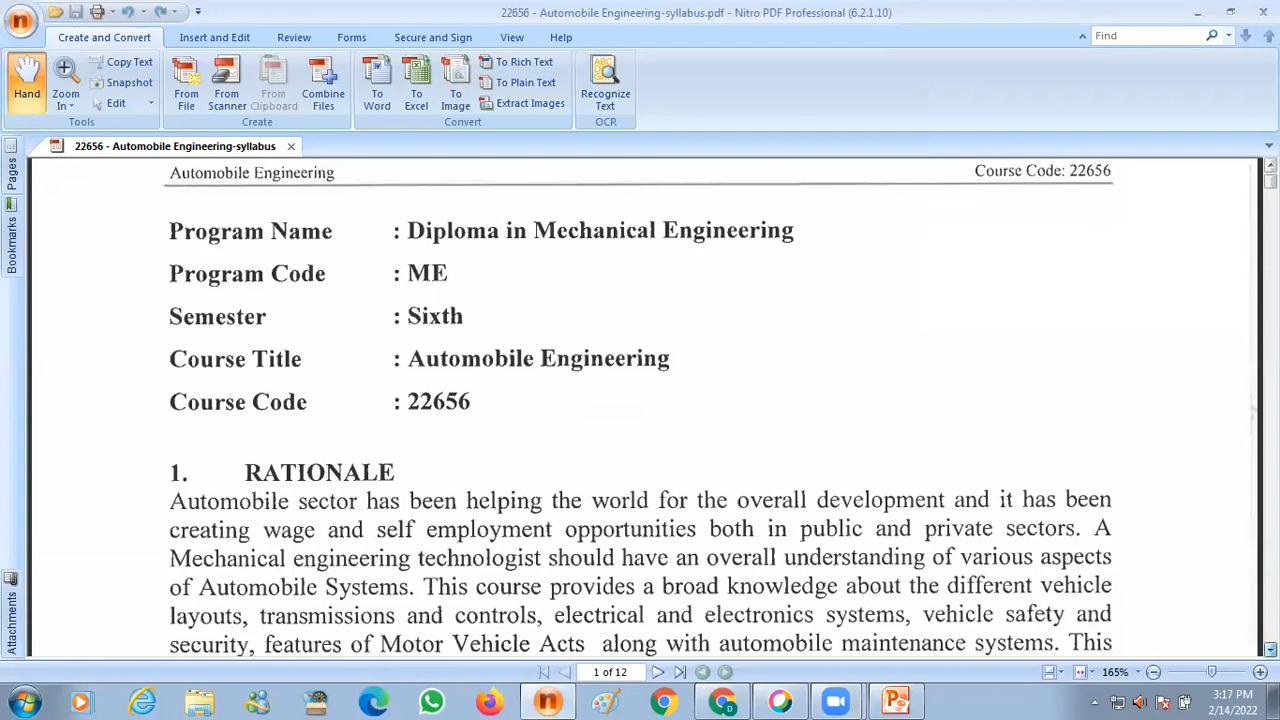 22656 - Automobile Engineering-syllabus.pdf - Nitro PDF Professional (6.2.1.10)
Create and Convert Insert and Edit Review Forms Secure and Sign View Help Find
Hand Zoom In Copy Text Snapshot Edit
From File From Scanner From Clipboard Combine Files
To Word To Excel To Image To Rich Text To Plain Text Extract Images
Recognize Text
Tools Create Convert OCR
22656 - Automobile Engineering-syllabus
Pages
Bookmarks
Attachments
Automobile Engineering Course Code: 22656
Program Name : Diploma in Mechanical Engineering
Program Code : ME
Semester : Sixth
Course Title : Automobile Engineering
Course Code : 22656
1. RATIONALE
Automobile sector has been helping the world for the overall development and it has been
creating wage and self employment opportunities both in public and private sectors. A
Mechanical engineering technologist should have an overall understanding of various aspects
of Automobile Systems. This course provides a broad knowledge about the different vehicle
layouts, transmissions and controls, electrical and electronics systems, vehicle safety and
security, features of Motor Vehicle Acts along with automobile maintenance systems. This
1 of 12 165%
3:17 PM
2/14/2022